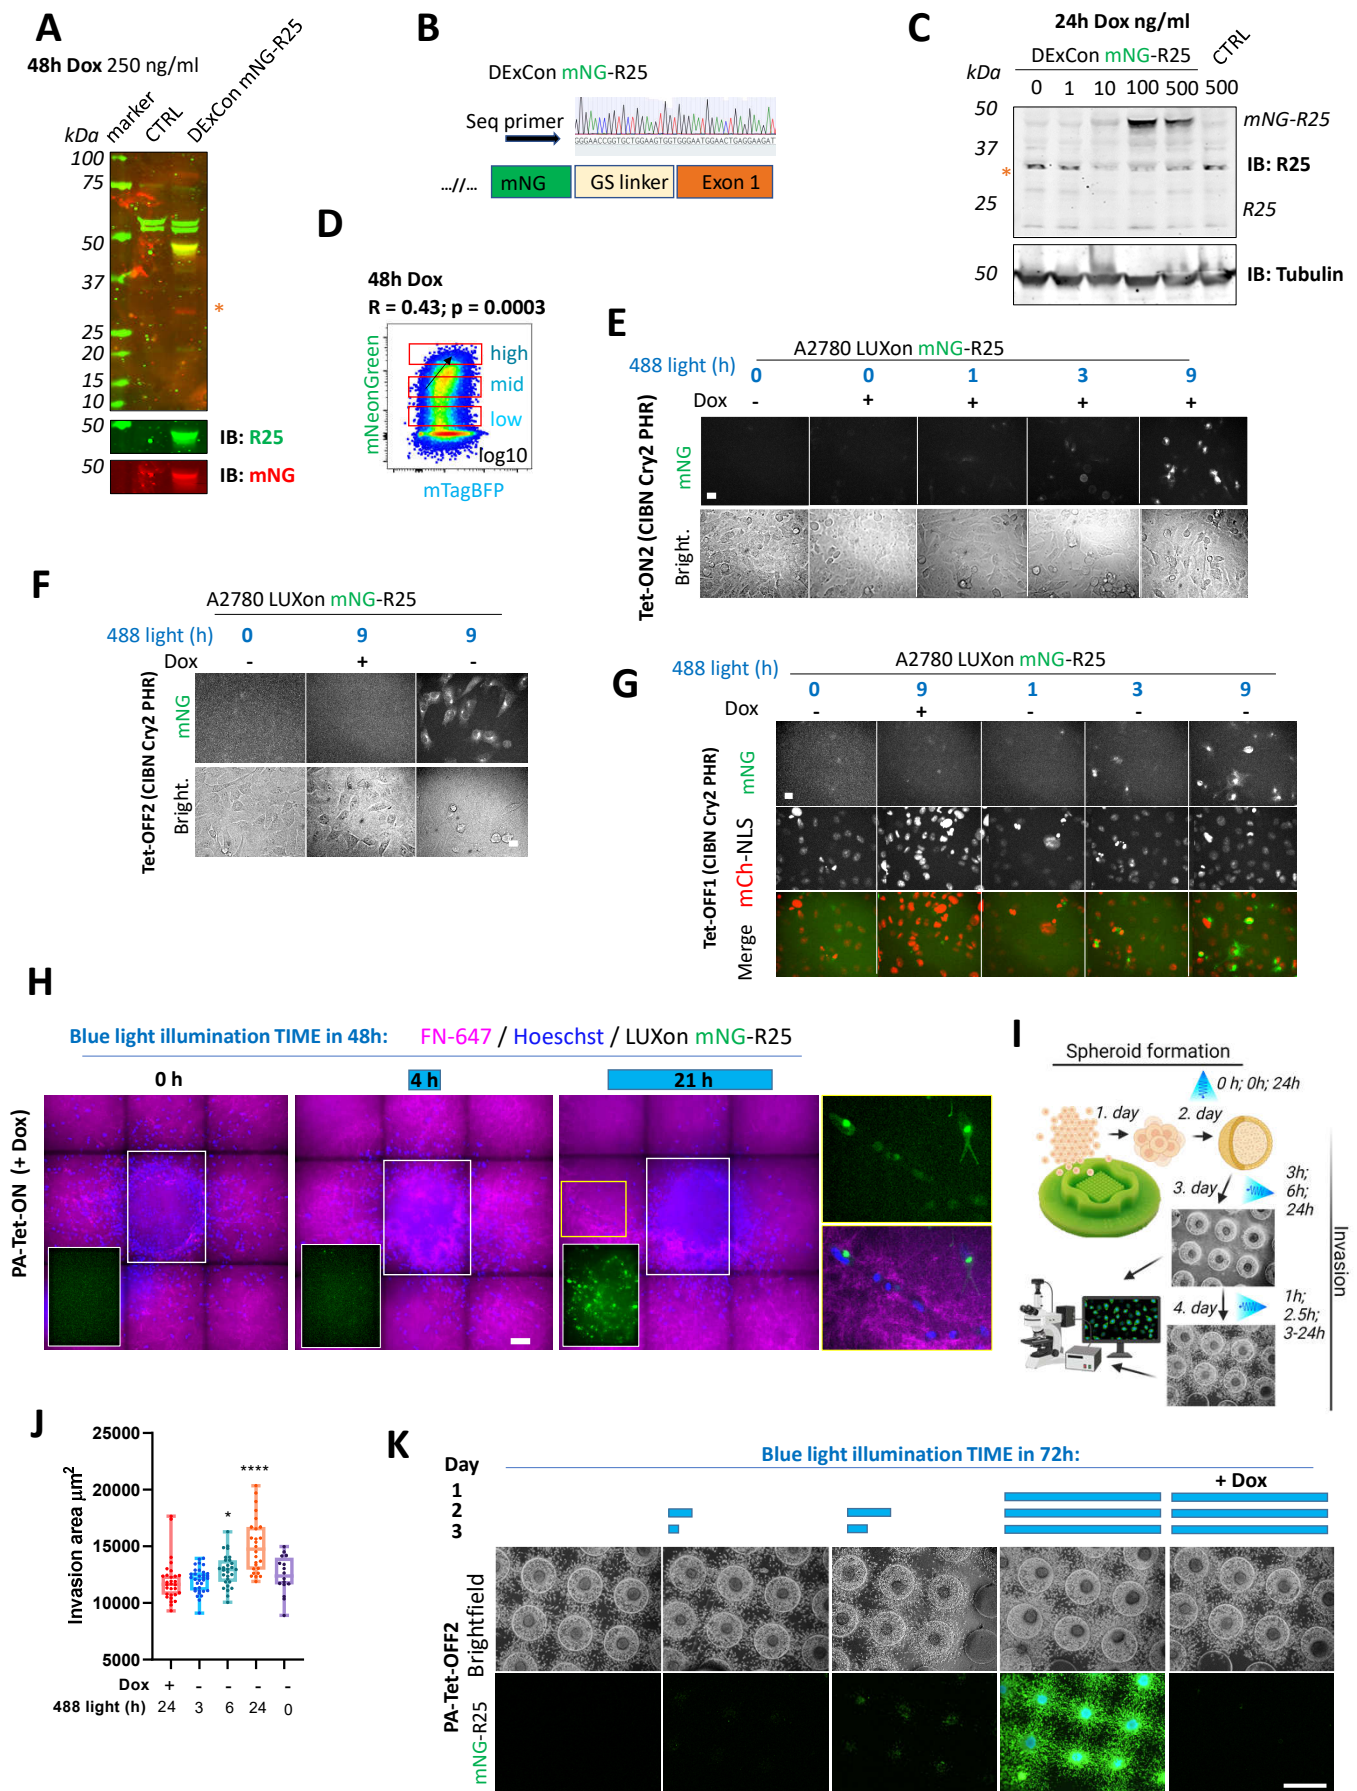 A
48h Dox 250 ng/ml
kDa
marker
CTRL
DExCon mNG-R25
100
75
50
37
25
20
15
10
*
50
IB: R25
50
IB: mNG
B
DExCon mNG-R25
Seq primer
GGGAACCGGTGCTGGAAGTGGTGGGAATGGAACTGAGGAAGAT
...//...
mNG
GS linker
Exon 1
C
24h Dox ng/ml
DExCon mNG-R25
CTRL
kDa
0 1 10 100 500 500
50
37
25
*
mNG-R25
IB: R25
R25
50
IB: Tubulin
D
48h Dox
R = 0.43; p = 0.0003
mNeonGreen
high
mid
low
log10
mTagBFP
E
A2780 LUXon mNG-R25
488 light (h)
0 0 1 3 9
Dox
- + + + +
Tet-ON2 (CIBN Cry2 PHR)
mNG
Bright.
F
A2780 LUXon mNG-R25
488 light (h) 0 9 9
Dox - + -
Tet-OFF2 (CIBN Cry2 PHR)
mNG
Bright.
G
488 light (h)
A2780 LUXon mNG-R25
0 9 1 3 9
Dox - + - - -
Tet-OFF1 (CIBN Cry2 PHR)
mNG
mCh-NLS
Merge
H
Blue light illumination TIME in 48h:
FN-647 / Hoeschst / LUXon mNG-R25
0 h
4 h
21 h
PA-Tet-ON (+ Dox)
I
Spheroid formation
0 h; 0h; 24h
1. day
2. day
3. day
3h;
6h;
24h
4. day
1h;
2.5h;
3-24h
Invasion
J
Invasion area µm2
25000
20000
15000
10000
5000
*
****
Dox + - - - -
488 light (h) 24 3 6 24 0
K
Blue light illumination TIME in 72h:
Day
1
2
3
+ Dox
PA-Tet-OFF2
Brightfield
mNG-R25